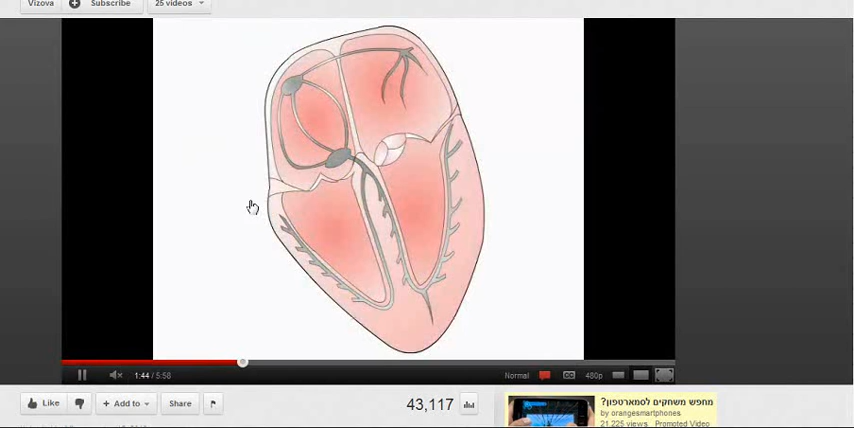 Vizova Subscribe 25 videos
1:44 / 5:58 Normal CC 480p
Like Add to Share 43,117
מחפש משחקים לסמארטפון?
by orangesmartphones
21,225 views Promoted Video